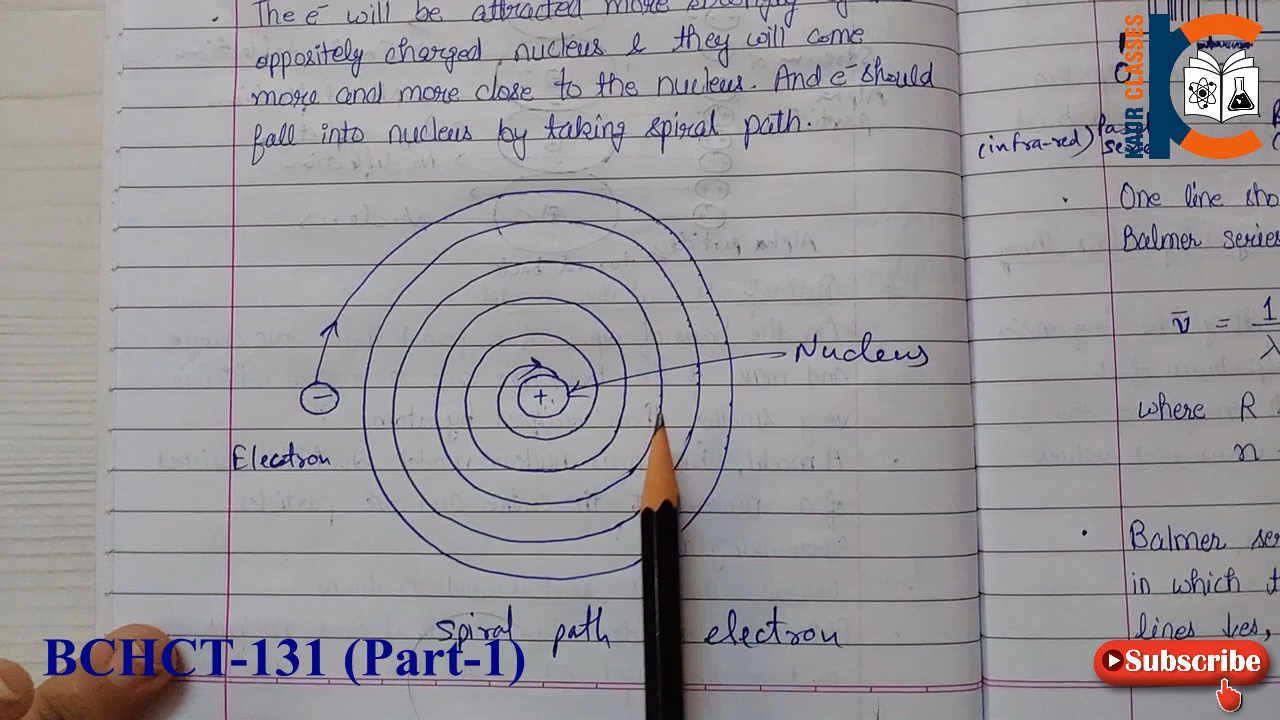 . The e⁻ will be attracted more strongly
oppositely charged nucleus & they will come
more and more close to the nucleus. And e⁻ should
fall into nucleus by taking spiral path.
Nucleus
+
−
Electron
spiral path electron
(infra-red)
One line sho
Balmer series
ν̄ = 1
λ
where R
n
Balmer se
in which t
lines
KAUR CLASSES
BCHCT-131 (Part-1)
Subscribe